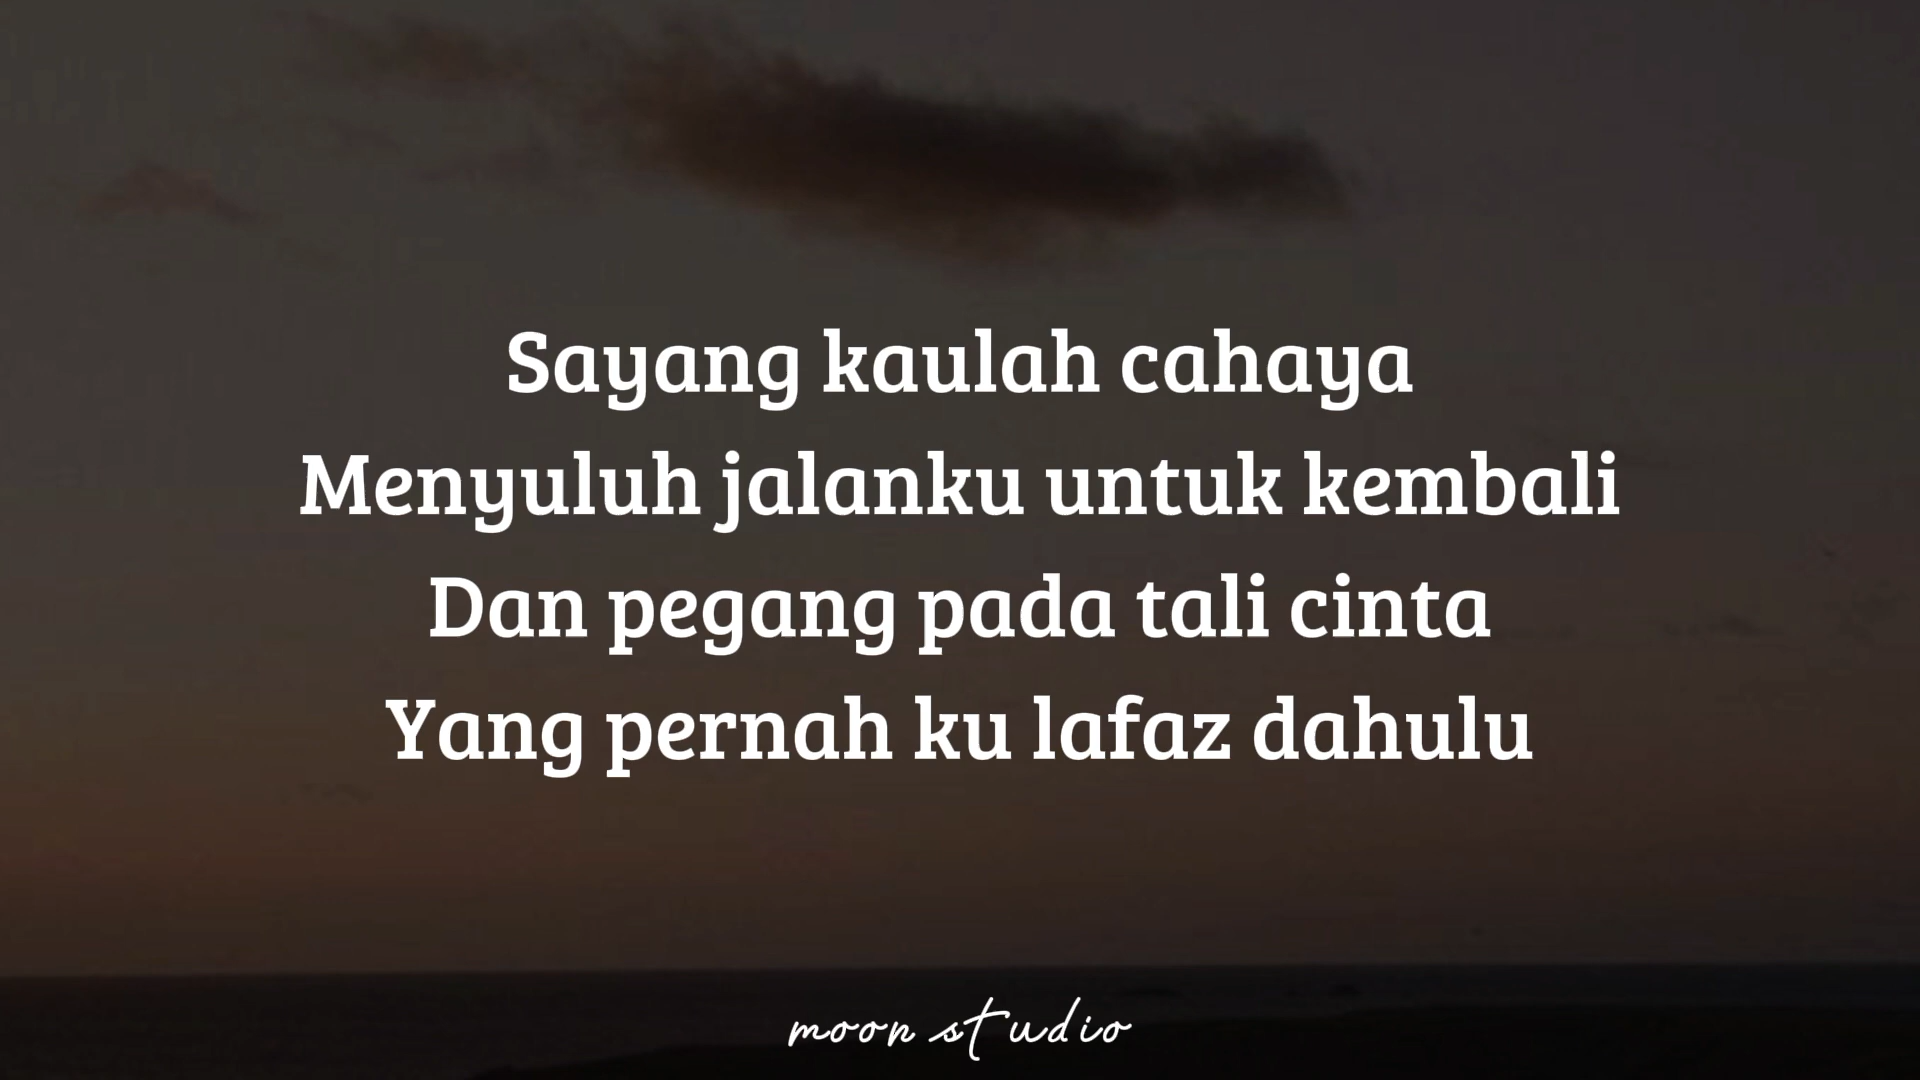 Sayang kaulah cahaya
Menyuluh jalanku untuk kembali
Dan pegang pada tali cinta
Yang pernah ku lafaz dahulu
moon studio